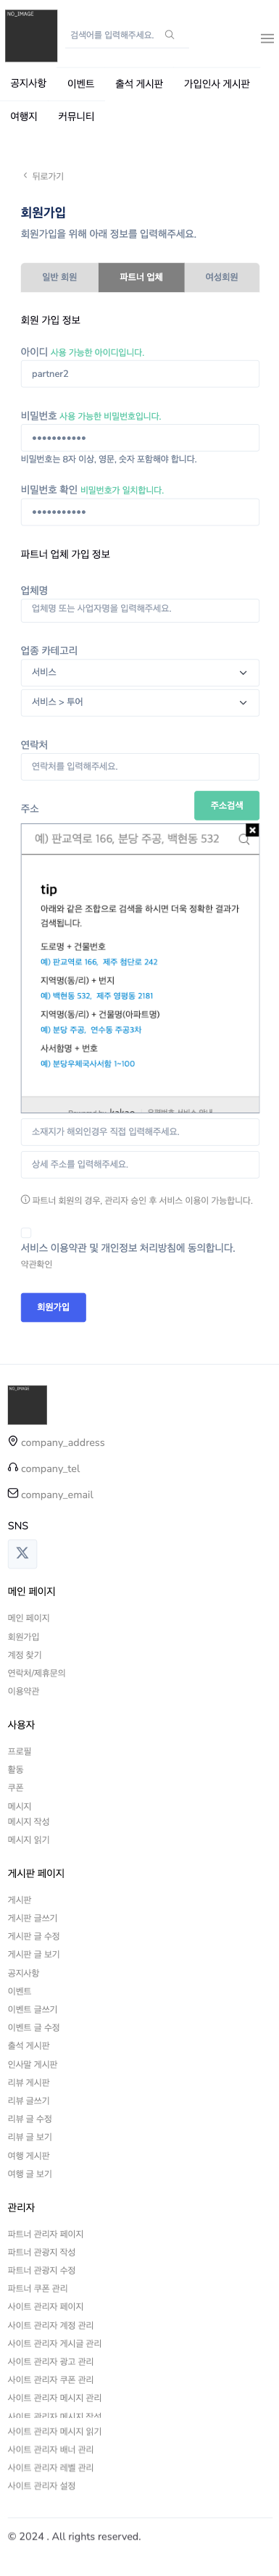 NO_IMAGE
검색어를 입력해주세요.
공지사항 이벤트 출석 게시판 가입인사 게시판
여행지 커뮤니티
뒤로가기
회원가입
회원가입을 위해 아래 정보를 입력해주세요.
일반 회원 파트너 업체 여성회원
회원 가입 정보
아이디 사용 가능한 아이디입니다.
partner2
비밀번호 사용 가능한 비밀번호입니다.
•••••••••••
비밀번호는 8자 이상, 영문, 숫자 포함해야 합니다.
비밀번호 확인 비밀번호가 일치합니다.
•••••••••••
파트너 업체 가입 정보
업체명
업체명 또는 사업자명을 입력해주세요.
업종 카테고리
서비스
서비스 > 투어
연락처
연락처를 입력해주세요.
주소 주소검색
예) 판교역로 166, 분당 주공, 백현동 532
tip
아래와 같은 조합으로 검색을 하시면 더욱 정확한 결과가
검색됩니다.
도로명 + 건물번호
예) 판교역로 166, 제주 첨단로 242
지역명(동/리) + 번지
예) 백현동 532, 제주 영평동 2181
지역명(동/리) + 건물명(아파트명)
예) 분당 주공, 연수동 주공3차
사서함명 + 번호
예) 분당우체국사서함 1~100
Powered by kakao 우편번호 서비스 안내
소재지가 해외인경우 직접 입력해주세요.
상세 주소를 입력해주세요.
파트너 회원의 경우, 관리자 승인 후 서비스 이용이 가능합니다.
서비스 이용약관 및 개인정보 처리방침에 동의합니다.
약관확인
회원가입
NO_IMAGE
company_address
company_tel
company_email
SNS
메인 페이지
메인 페이지
회원가입
계정 찾기
연락처/제휴문의
이용약관
사용자
프로필
활동
쿠폰
메시지
메시지 작성
메시지 읽기
게시판 페이지
게시판
게시판 글쓰기
게시판 글 수정
게시판 글 보기
공지사항
이벤트
이벤트 글쓰기
이벤트 글 수정
출석 게시판
인사말 게시판
리뷰 게시판
리뷰 글쓰기
리뷰 글 수정
리뷰 글 보기
여행 게시판
여행 글 보기
관리자
파트너 관리자 페이지
파트너 관광지 작성
파트너 관광지 수정
파트너 쿠폰 관리
사이트 관리자 페이지
사이트 관리자 계정 관리
사이트 관리자 게시글 관리
사이트 관리자 광고 관리
사이트 관리자 쿠폰 관리
사이트 관리자 메시지 관리
사이트 관리자 메시지 작성
사이트 관리자 메시지 읽기
사이트 관리자 배너 관리
사이트 관리자 레벨 관리
사이트 관리자 설정
© 2024 . All rights reserved.